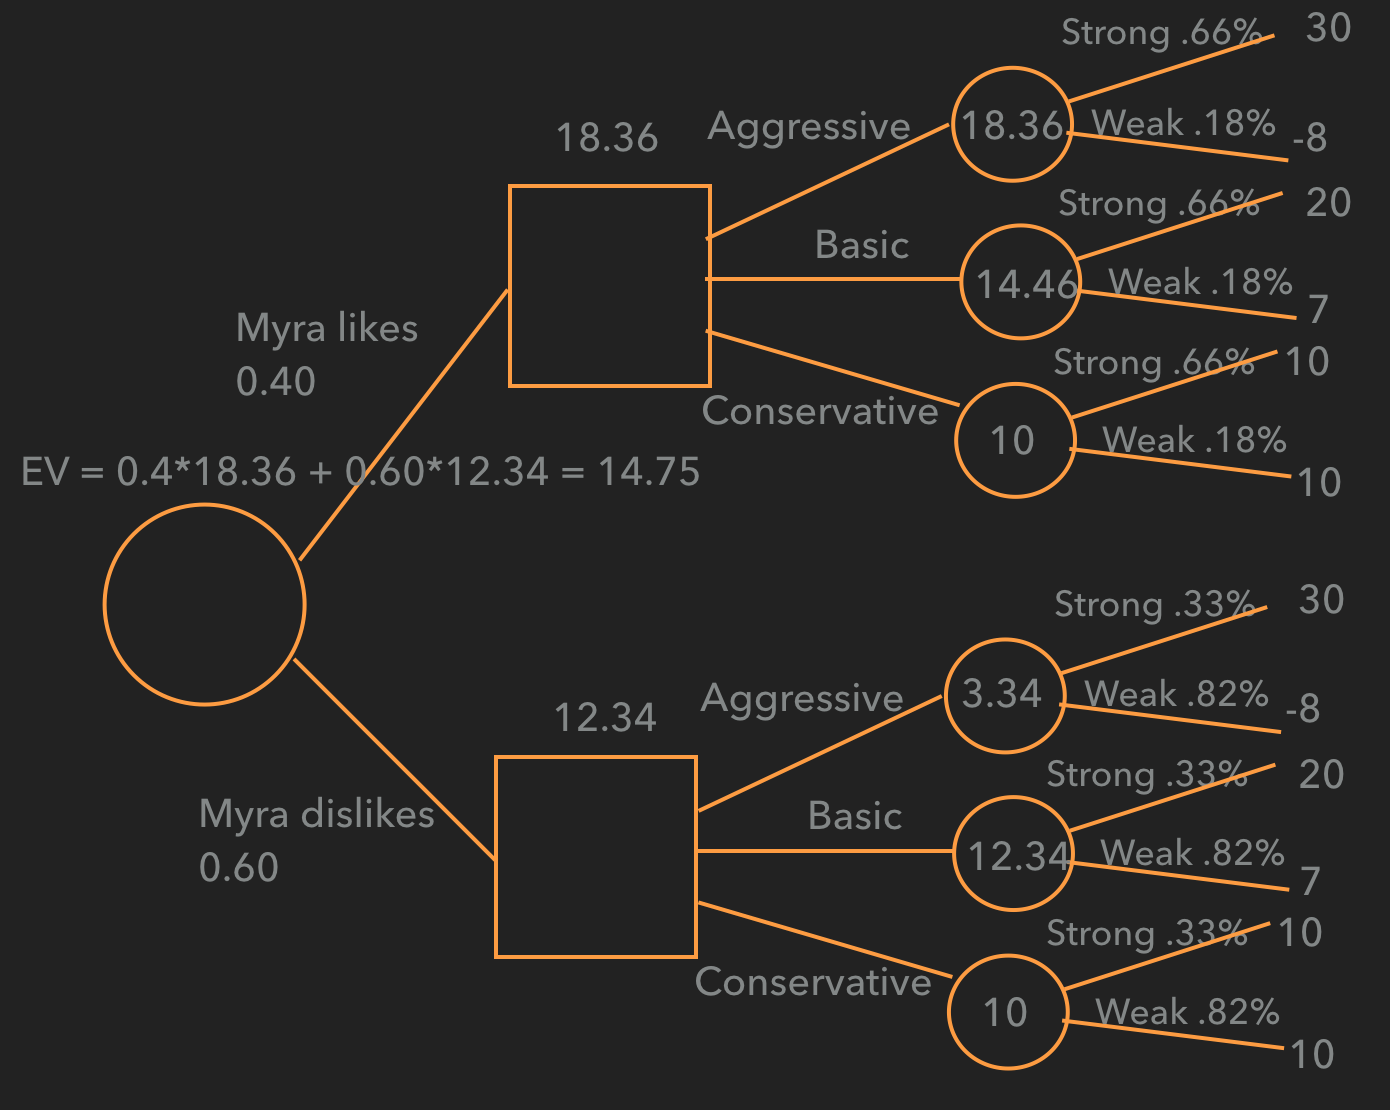 Strong .66%
30
18.36
Aggressive
18.36
Weak .18%
-8
Strong .66%
20
Basic
14.46
Weak .18%
7
Myra likes
0.40
Strong .66%
10
Conservative
10
Weak .18%
10
EV = 0.4*18.36 + 0.60*12.34 = 14.75
Strong .33%
30
12.34
Aggressive
3.34
Weak .82%
-8
Strong .33%
20
Myra dislikes
0.60
Basic
12.34
Weak .82%
7
Strong .33%
10
Conservative
10
Weak .82%
10